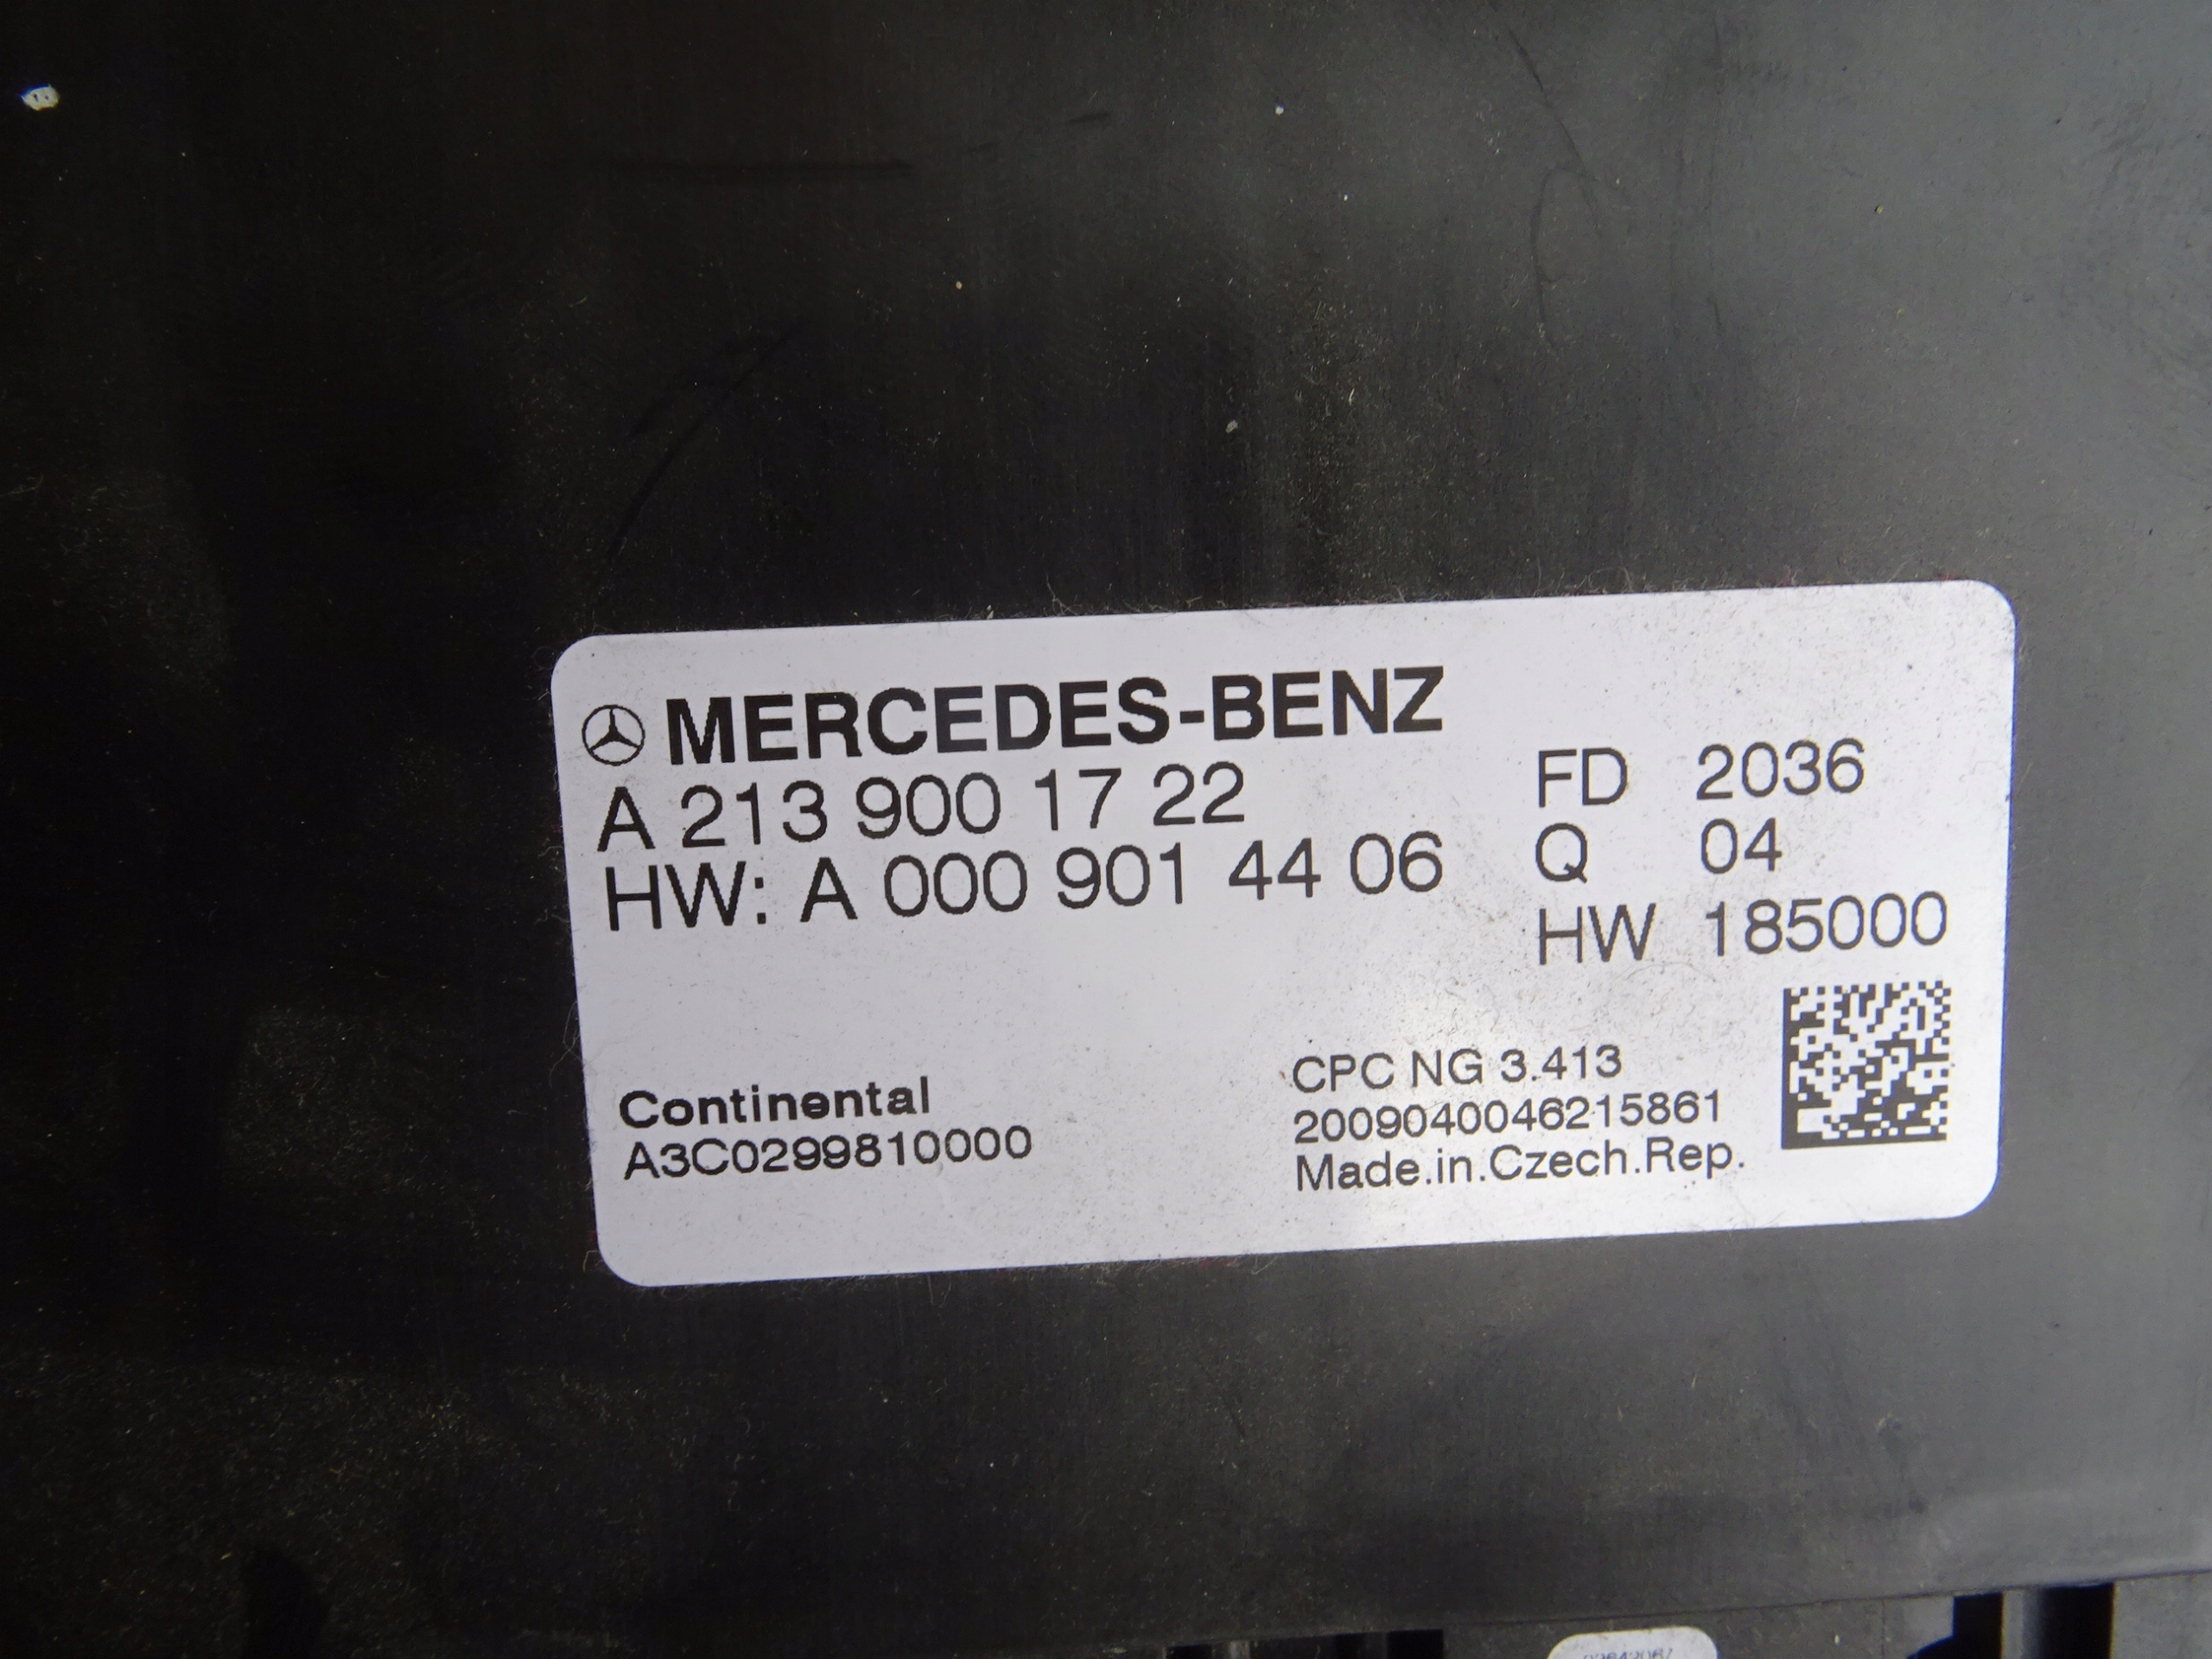 MERCEDES-BENZ
A 213 900 17 22
HW: A 000 901 44 06
FD 2036
Q 04
HW 185000
Continental
A3C0299810000
CPC NG 3.413
2009040046215861
Made.in.Czech.Rep.